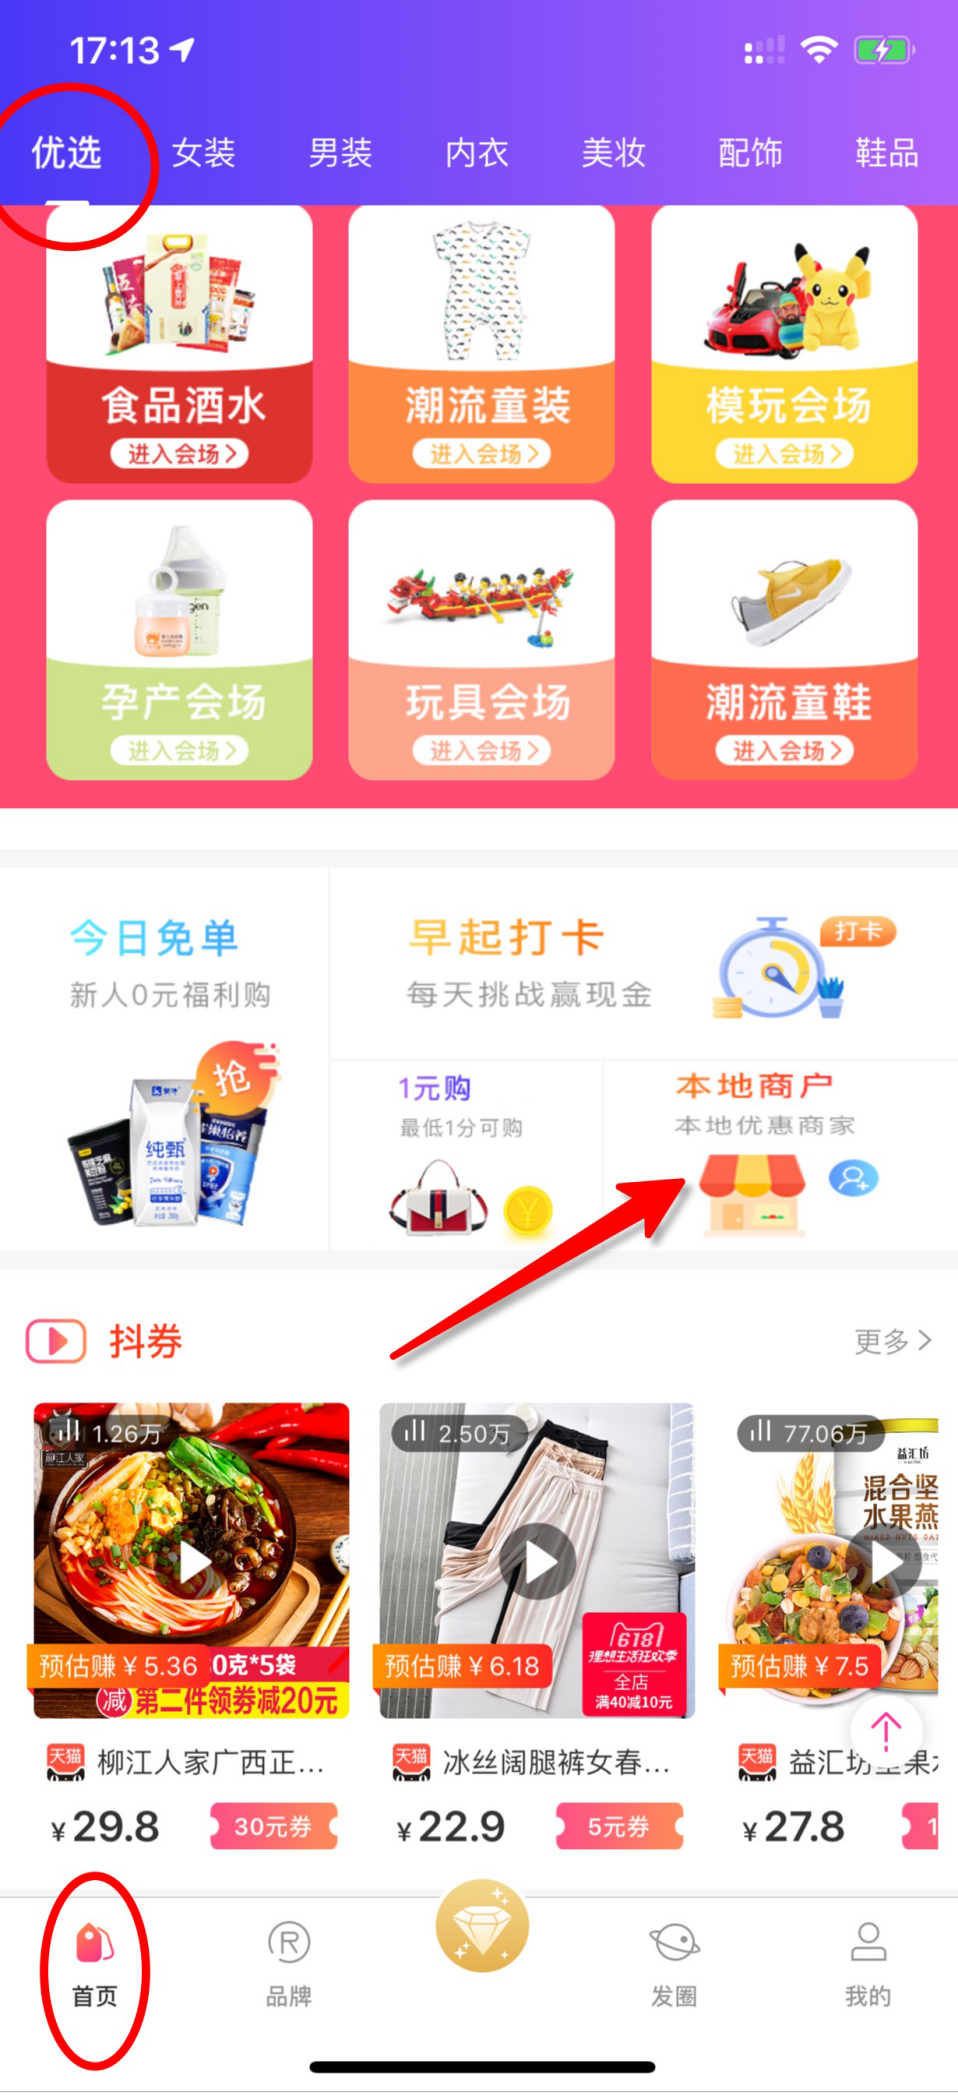 17:13
优选 女装 男装 内衣 美妆 配饰 鞋品
食品酒水 潮流童装 模玩会场
进入会场> 进入会场> 进入会场>
孕产会场 玩具会场 潮流童鞋
进入会场> 进入会场> 进入会场>
今日免单
新人0元福利购
抢
纯甄
早起打卡
每天挑战赢现金
打卡
1元购
最低1分可购
本地商户
本地优惠商家
抖券
更多 >
1.26万 2.50万 77.06万
柳江人家
益汇坊
混合坚
水果燕
618
理想生活狂欢季
全店
满40减10元
预估赚¥5.36 0克*5袋
减 第二件领券减20元
预估赚¥6.18
预估赚¥7.5
天猫 柳江人家广西正...
天猫 冰丝阔腿裤女春...
天猫 益汇坊坚果水
¥29.8 30元券
¥22.9 5元券
¥27.8 1
首页 品牌 发圈 我的